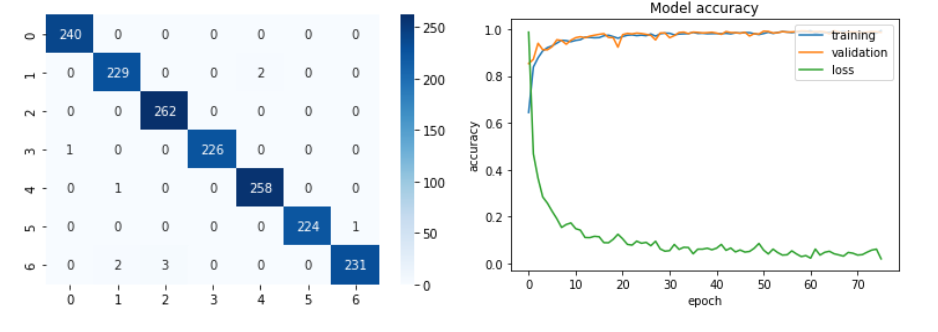 0 240 0 0 0 0 0 0
1 0 229 0 0 2 0 0
2 0 0 262 0 0 0 0
3 1 0 0 226 0 0 0
4 0 1 0 0 258 0 0
5 0 0 0 0 0 224 1
6 0 2 3 0 0 0 231
0 1 2 3 4 5 6
250
200
150
100
50
0
Model accuracy
training
validation
loss
accuracy
1.0
0.8
0.6
0.4
0.2
0.0
0 10 20 30 40 50 60 70
epoch